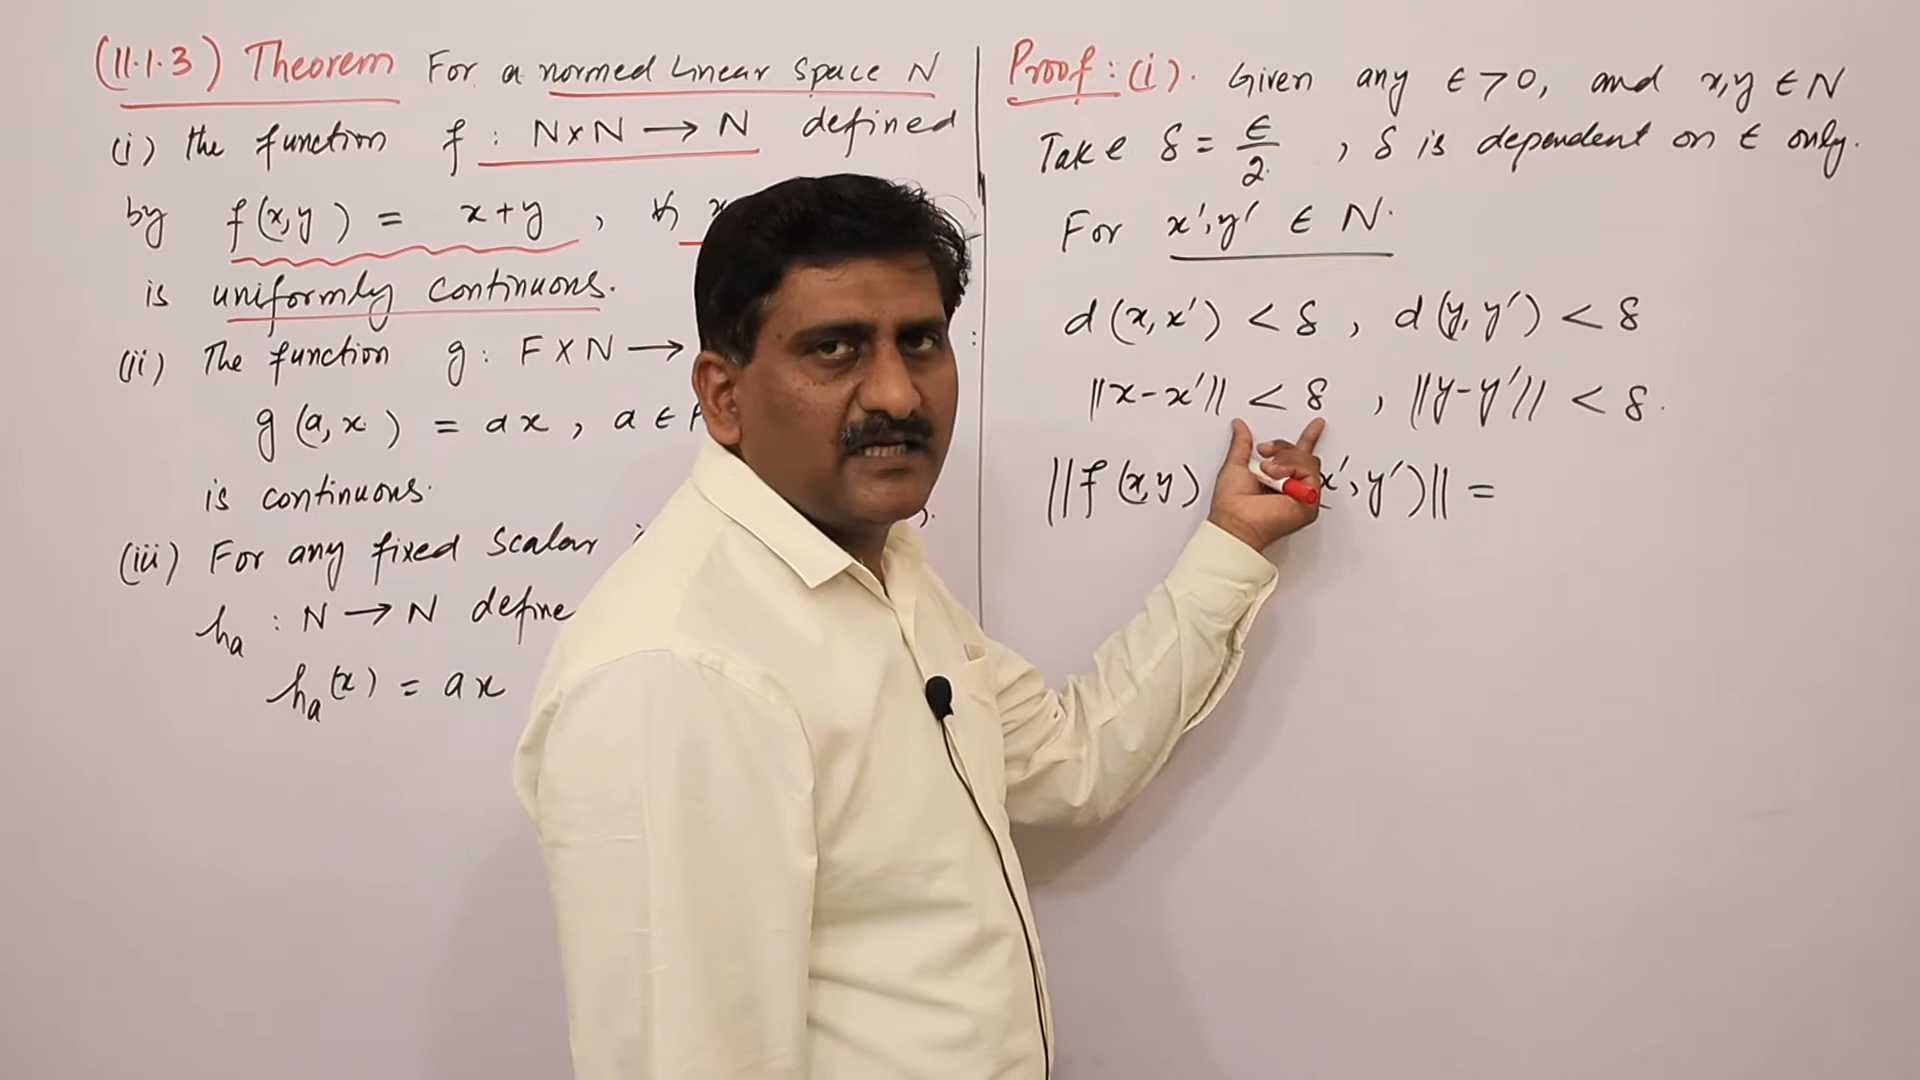 (11.1.3) Theorem For a normed Linear space N
(i) the function f : N×N → N defined
by f(x,y) = x+y ,
is uniformly continuous.
(ii) The function g : F×N →
g(a,x) = ax , a ∈
is continuous.
(iii) For any fixed scalar
hₐ : N → N define
hₐ(x) = ax
Proof : (i). Given any ϵ > 0, and x,y ∈ N
Take δ = ϵ/2 , δ is dependent on ϵ only.
For x',y' ∈ N.
d(x,x') < δ , d(y,y') < δ
||x-x'|| < δ , ||y-y'|| < δ.
||f(x,y) x',y')|| =